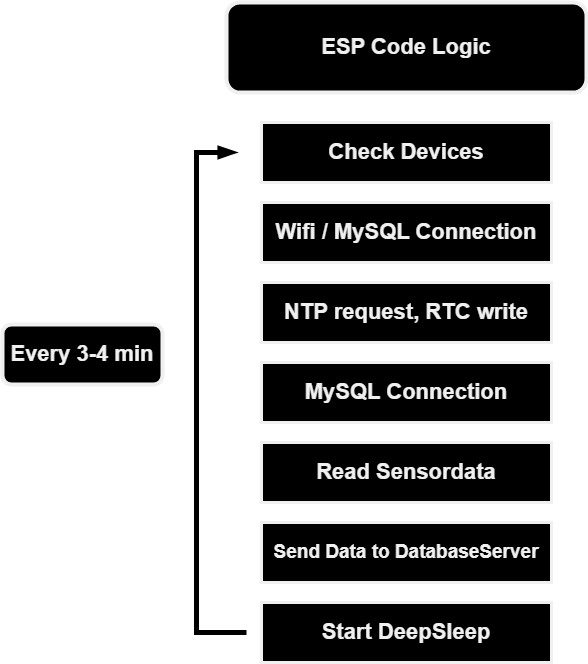 ESP Code Logic
Check Devices
Wifi / MySQL Connection
NTP request, RTC write
Every 3-4 min
MySQL Connection
Read Sensordata
Send Data to DatabaseServer
Start DeepSleep